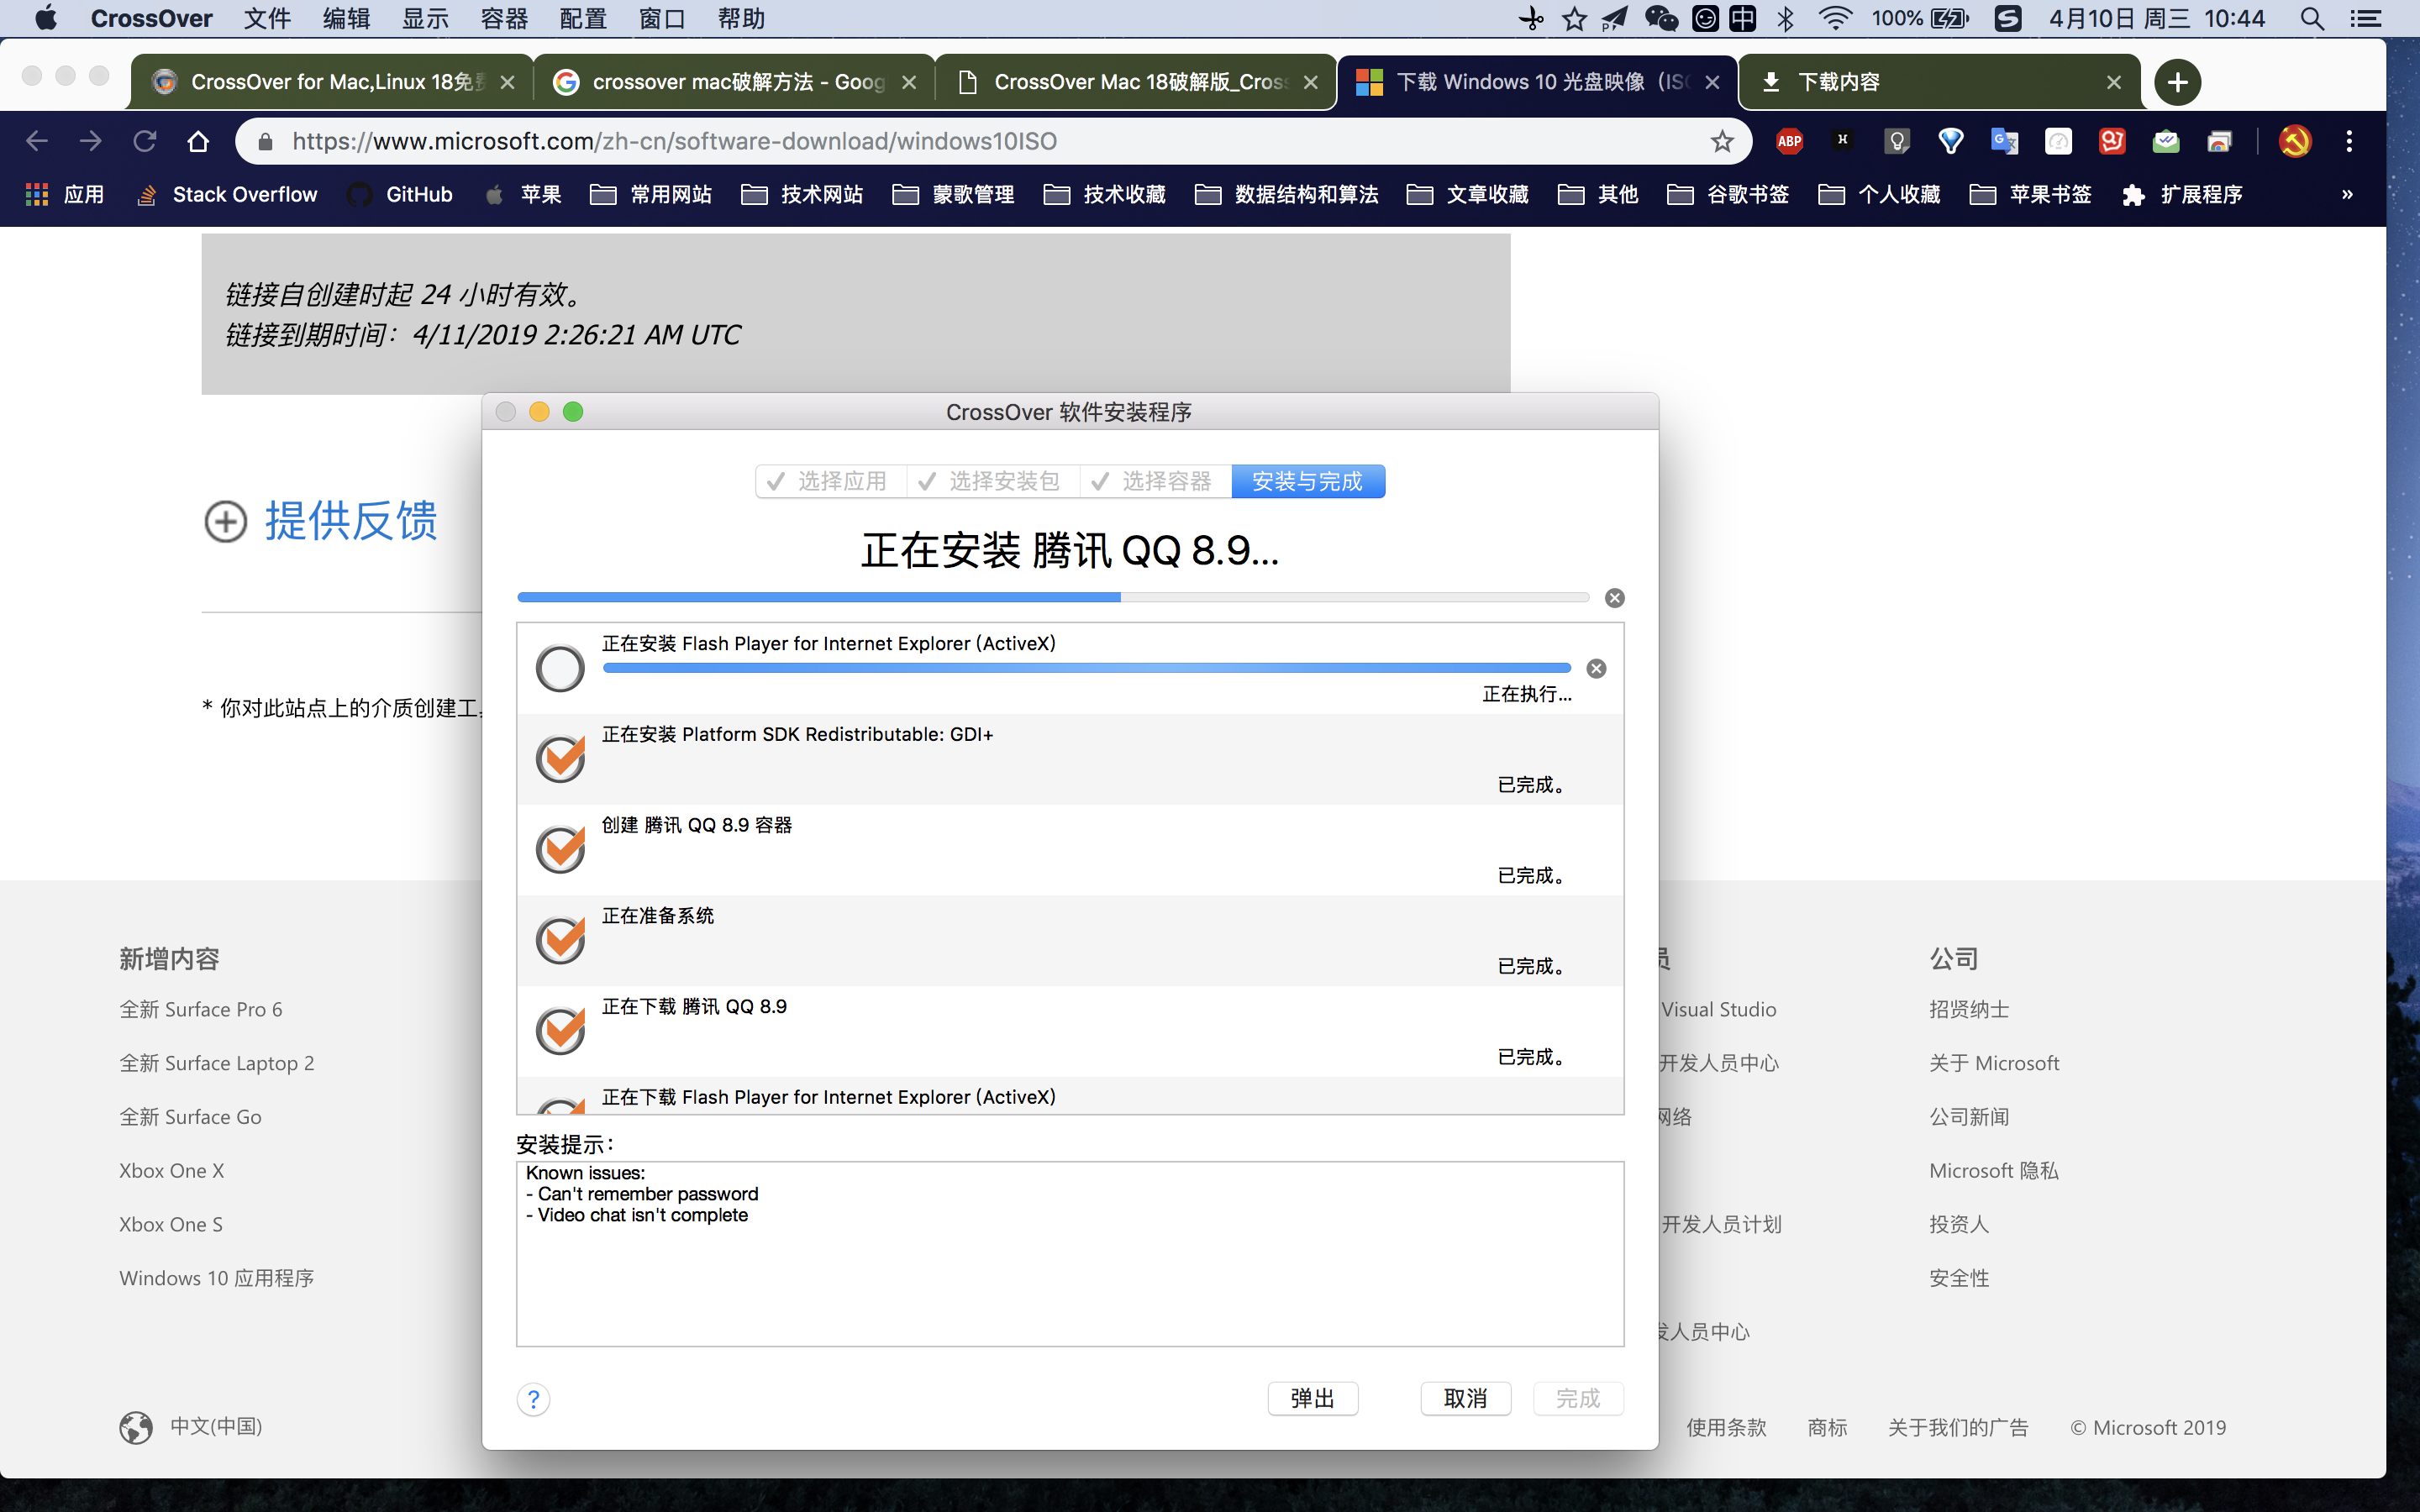 CrossOver 文件 编辑 显示 容器 配置 窗口 帮助 100% 4月10日 周三 10:44
CrossOver for Mac,Linux 18免费
crossover mac破解方法 - Goog
CrossOver Mac 18破解版_Cross
下载 Windows 10 光盘映像（ISO
下载内容
https://www.microsoft.com/zh-cn/software-download/windows10ISO
ABP
应用 Stack Overflow GitHub 苹果 常用网站 技术网站 蒙歌管理 技术收藏 数据结构和算法 文章收藏 其他 谷歌书签 个人收藏 苹果书签 扩展程序 »
链接自创建时起 24 小时有效。
链接到期时间：4/11/2019 2:26:21 AM UTC
提供反馈
* 你对此站点上的介质创建工
CrossOver 软件安装程序
选择应用 选择安装包 选择容器 安装与完成
正在安装 腾讯 QQ 8.9...
正在安装 Flash Player for Internet Explorer (ActiveX)
正在执行...
正在安装 Platform SDK Redistributable: GDI+
已完成。
创建 腾讯 QQ 8.9 容器
已完成。
正在准备系统
已完成。
正在下载 腾讯 QQ 8.9
已完成。
正在下载 Flash Player for Internet Explorer (ActiveX)
安装提示：
Known issues:
- Can't remember password
- Video chat isn't complete
? 弹出 取消 完成
新增内容
全新 Surface Pro 6
全新 Surface Laptop 2
全新 Surface Go
Xbox One X
Xbox One S
Windows 10 应用程序
员
Visual Studio
开发人员中心
网络
开发人员计划
发人员中心
公司
招贤纳士
关于 Microsoft
公司新闻
Microsoft 隐私
投资人
安全性
中文(中国)
使用条款 商标 关于我们的广告 © Microsoft 2019